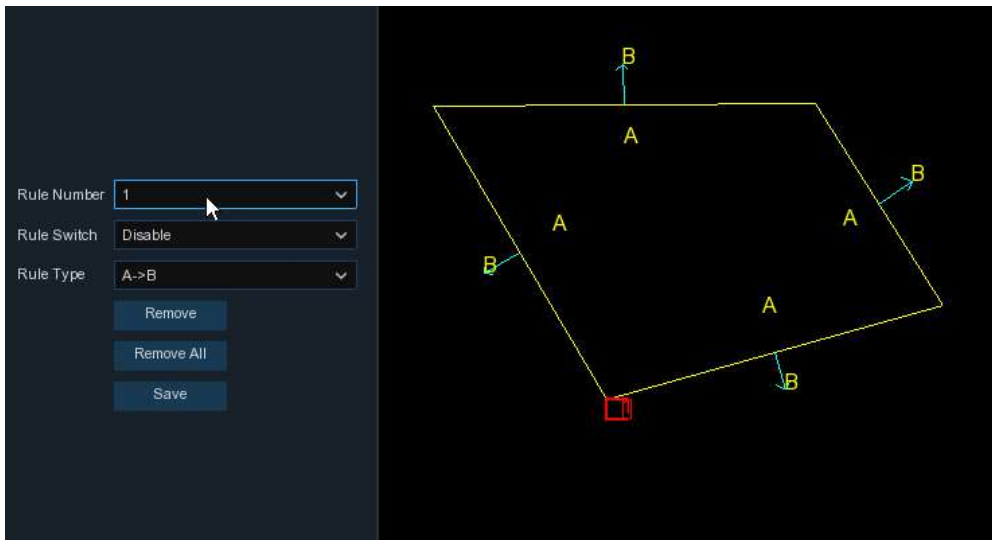 Rule Number 1
Rule Switch Disable
Rule Type A->B
Remove
Remove All
Save
B
A
B
A
A
B
A
B